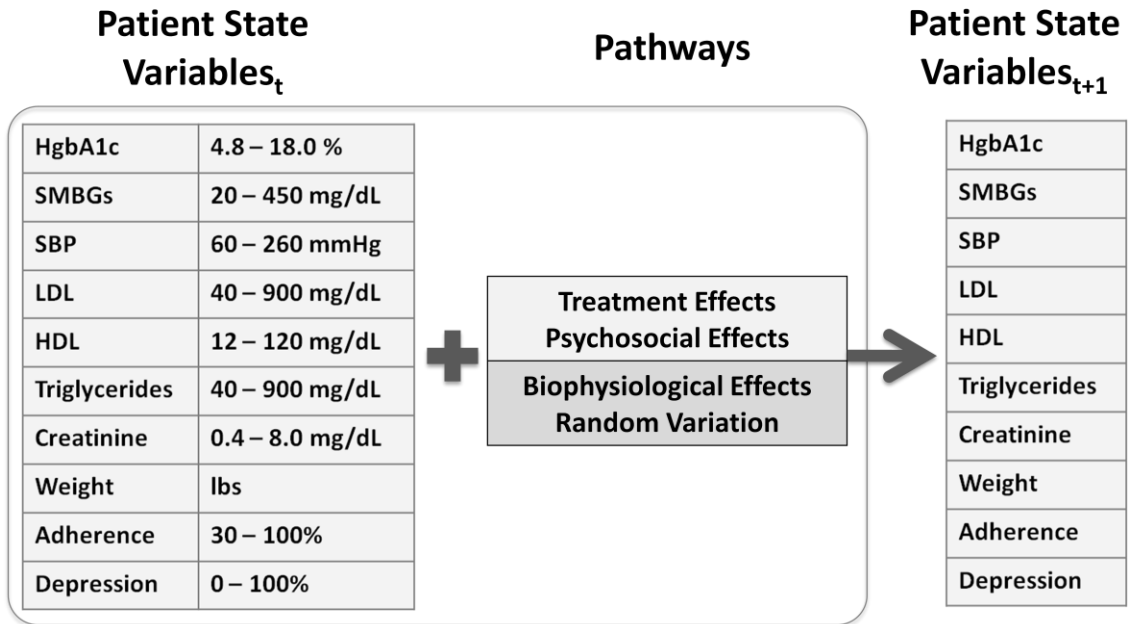 Patient State
Variables_t
Pathways
Patient State
Variables_t+1
HgbA1c 4.8 – 18.0 %
SMBGs 20 – 450 mg/dL
SBP 60 – 260 mmHg
LDL 40 – 900 mg/dL
HDL 12 – 120 mg/dL
Triglycerides 40 – 900 mg/dL
Creatinine 0.4 – 8.0 mg/dL
Weight lbs
Adherence 30 – 100%
Depression 0 – 100%
Treatment Effects
Psychosocial Effects
Biophysiological Effects
Random Variation
HgbA1c
SMBGs
SBP
LDL
HDL
Triglycerides
Creatinine
Weight
Adherence
Depression